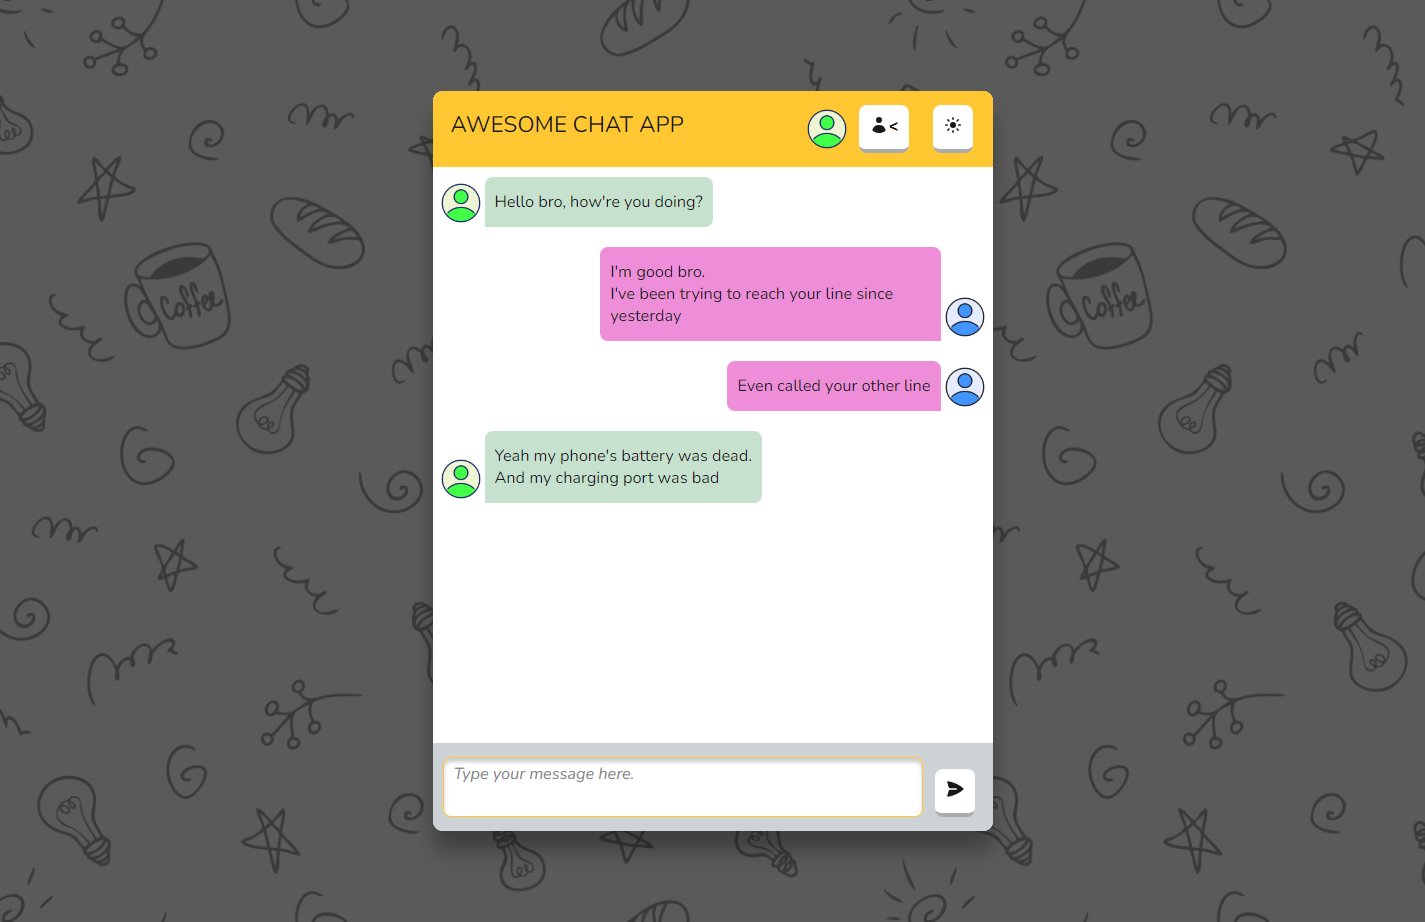 AWESOME CHAT APP
Hello bro, how're you doing?
I'm good bro.
I've been trying to reach your line since
yesterday
Even called your other line
Yeah my phone's battery was dead.
And my charging port was bad
Type your message here.
Coffee
Coffee